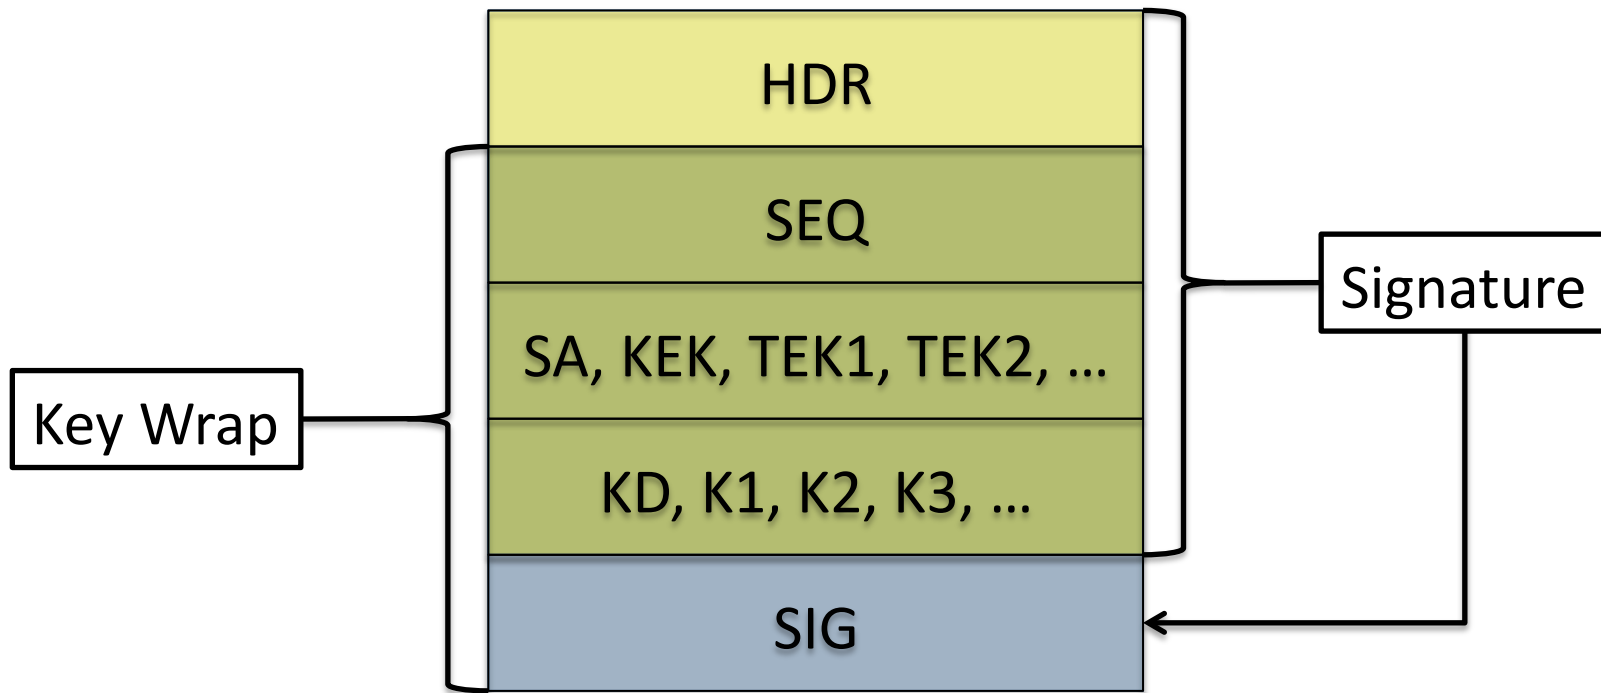 HDR
SEQ
Signature
SA, KEK, TEK1, TEK2, ...
Key Wrap
KD, K1, K2, K3, ...
SIG